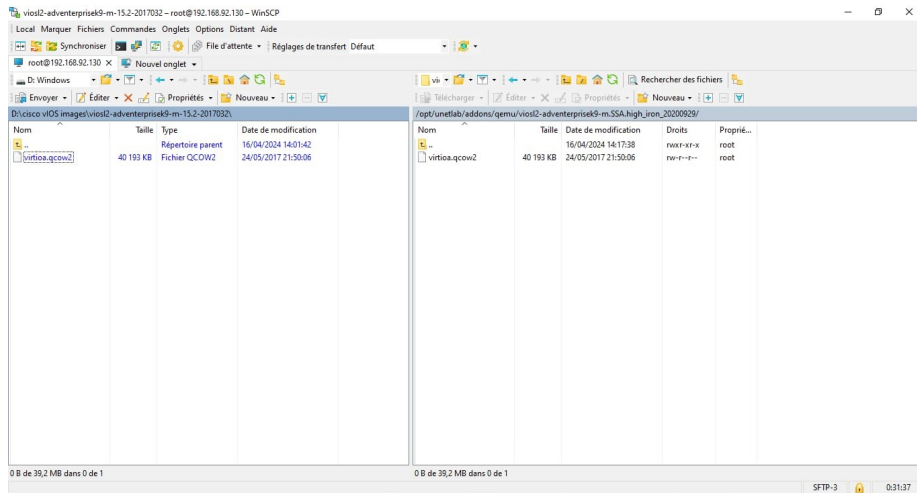 viosl2-adventerprisek9-m-15.2-2017032 – root@192.168.92.130 – WinSCP
Local Marquer Fichiers Commandes Onglets Options Distant Aide
Synchroniser File d'attente Réglages de transfert Défaut
root@192.168.92.130 × Nouvel onglet
D: Windows
Rechercher des fichiers
Envoyer Éditer Propriétés Nouveau
Télécharger Éditer Propriétés Nouveau
D:\cisco vIOS images\viosl2-adventerprisek9-m-15.2-2017032\
/opt/unetlab/addons/qemu/viosl2-adventerprisek9-m.SSA.high_iron_20200929/
Nom Taille Type Date de modification
.. Répertoire parent 16/04/2024 14:01:42
virtioa.qcow2 40 193 KB Fichier QCOW2 24/05/2017 21:50:06
Nom Taille Date de modification Droits Proprié...
.. 16/04/2024 14:17:38 rwxr-xr-x root
virtioa.qcow2 40 193 KB 24/05/2017 21:50:06 rw-r--r-- root
0 B de 39,2 MB dans 0 de 1
0 B de 39,2 MB dans 0 de 1
SFTP-3 0:31:37